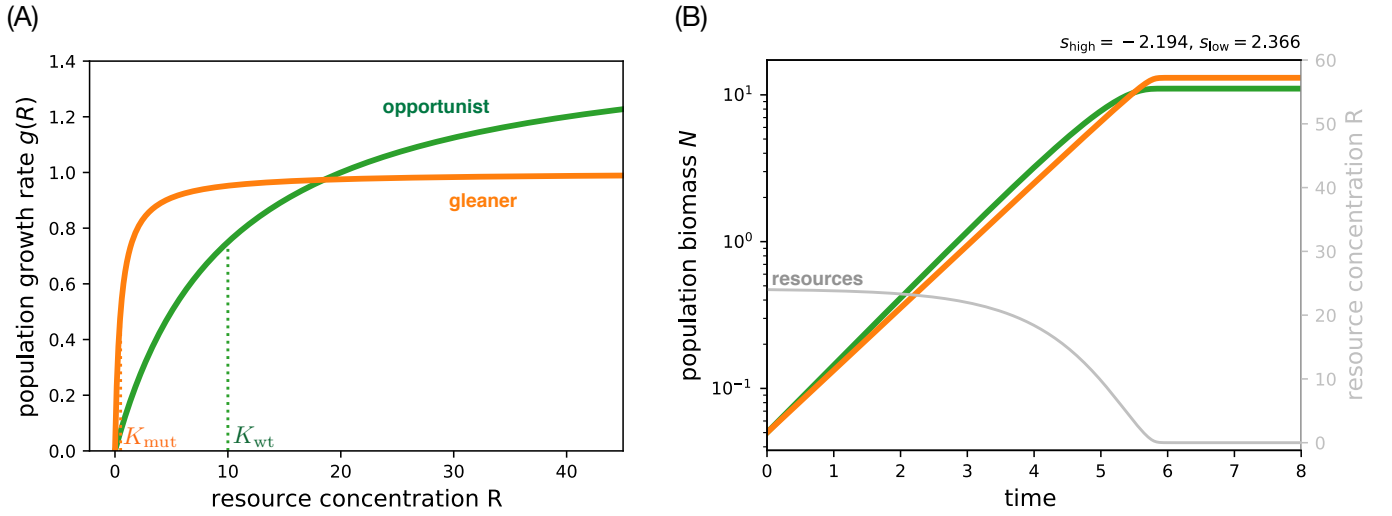 (A)
population growth rate g(R)
1.4
1.2
1.0
0.8
0.6
0.4
0.2
0.0
opportunist
gleaner
K_mut
K_wt
0
10
20
30
40
resource concentration R
(B)
s_high = −2.194, s_low = 2.366
population biomass N
10^1
10^0
10^−1
resources
0
1
2
3
4
5
6
7
8
time
60
50
40
30
20
10
0
resource concentration R